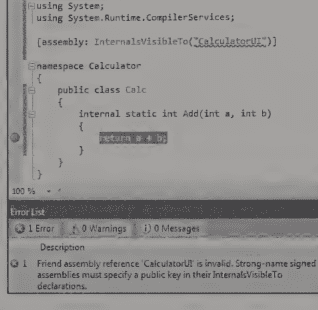 using System;
using System.Runtime.CompilerServices;
[assembly: InternalsVisibleTo("CalculatorUI")]
namespace Calculator
{
public class Calc
{
internal static int Add(int a, int b)
{
return a + b;
}
}
}
100 %
Error List
1 Error 0 Warnings 0 Messages
Description
1 Friend assembly reference 'CalculatorUI' is invalid. Strong-name signed
assemblies must specify a public key in their InternalsVisibleTo
declarations.